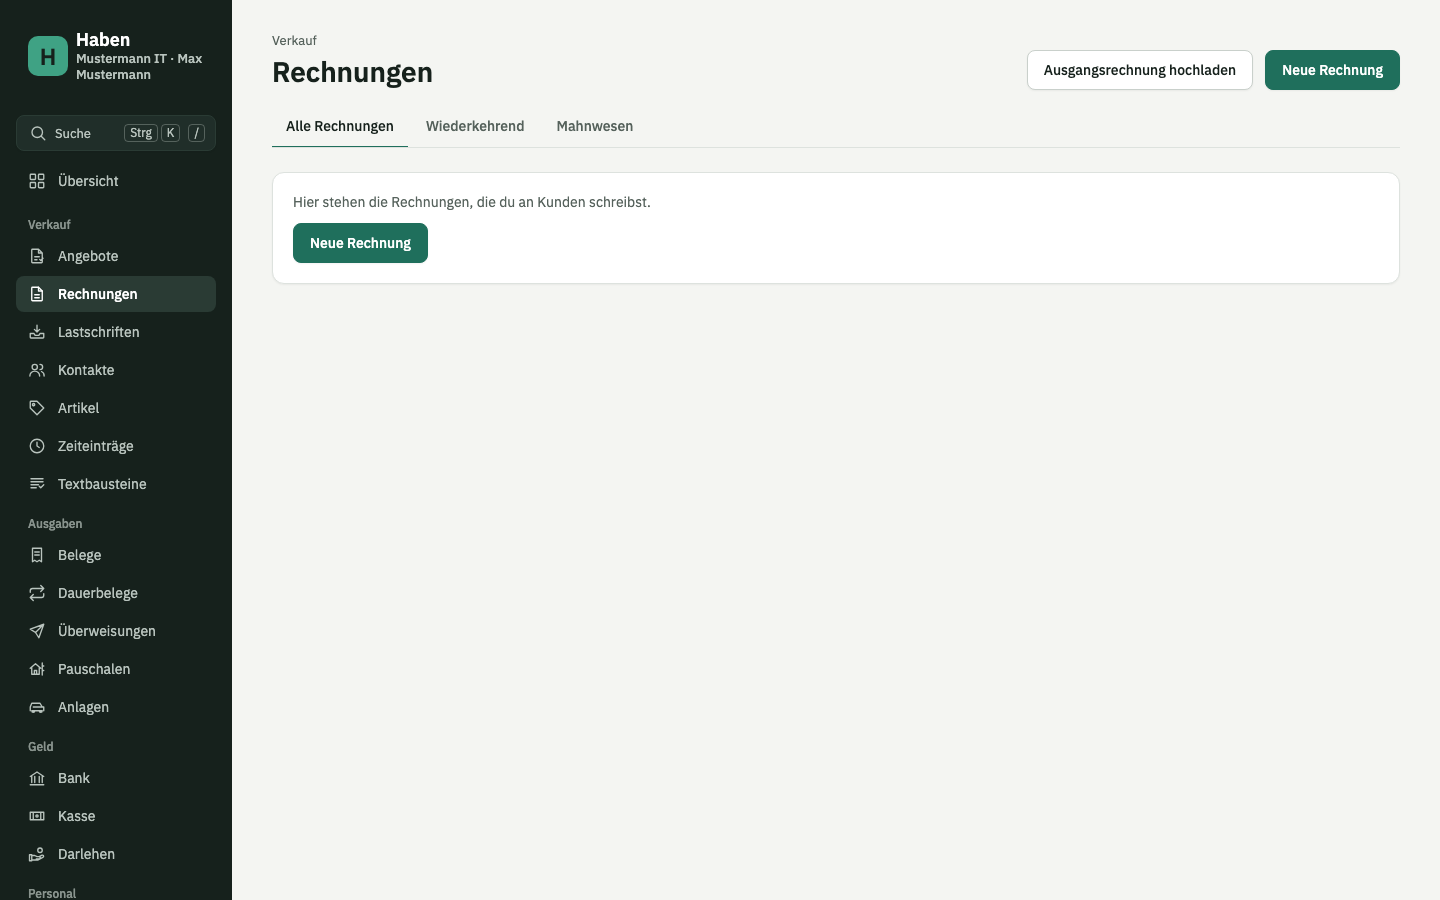 H
Haben
Mustermann IT · Max
Mustermann
Suche
Strg K /
Übersicht
Verkauf
Angebote
Rechnungen
Lastschriften
Kontakte
Artikel
Zeiteinträge
Textbausteine
Ausgaben
Belege
Dauerbelege
Überweisungen
Pauschalen
Anlagen
Geld
Bank
Kasse
Darlehen
Personal
Verkauf
Rechnungen
Ausgangsrechnung hochladen
Neue Rechnung
Alle Rechnungen
Wiederkehrend
Mahnwesen
Hier stehen die Rechnungen, die du an Kunden schreibst.
Neue Rechnung